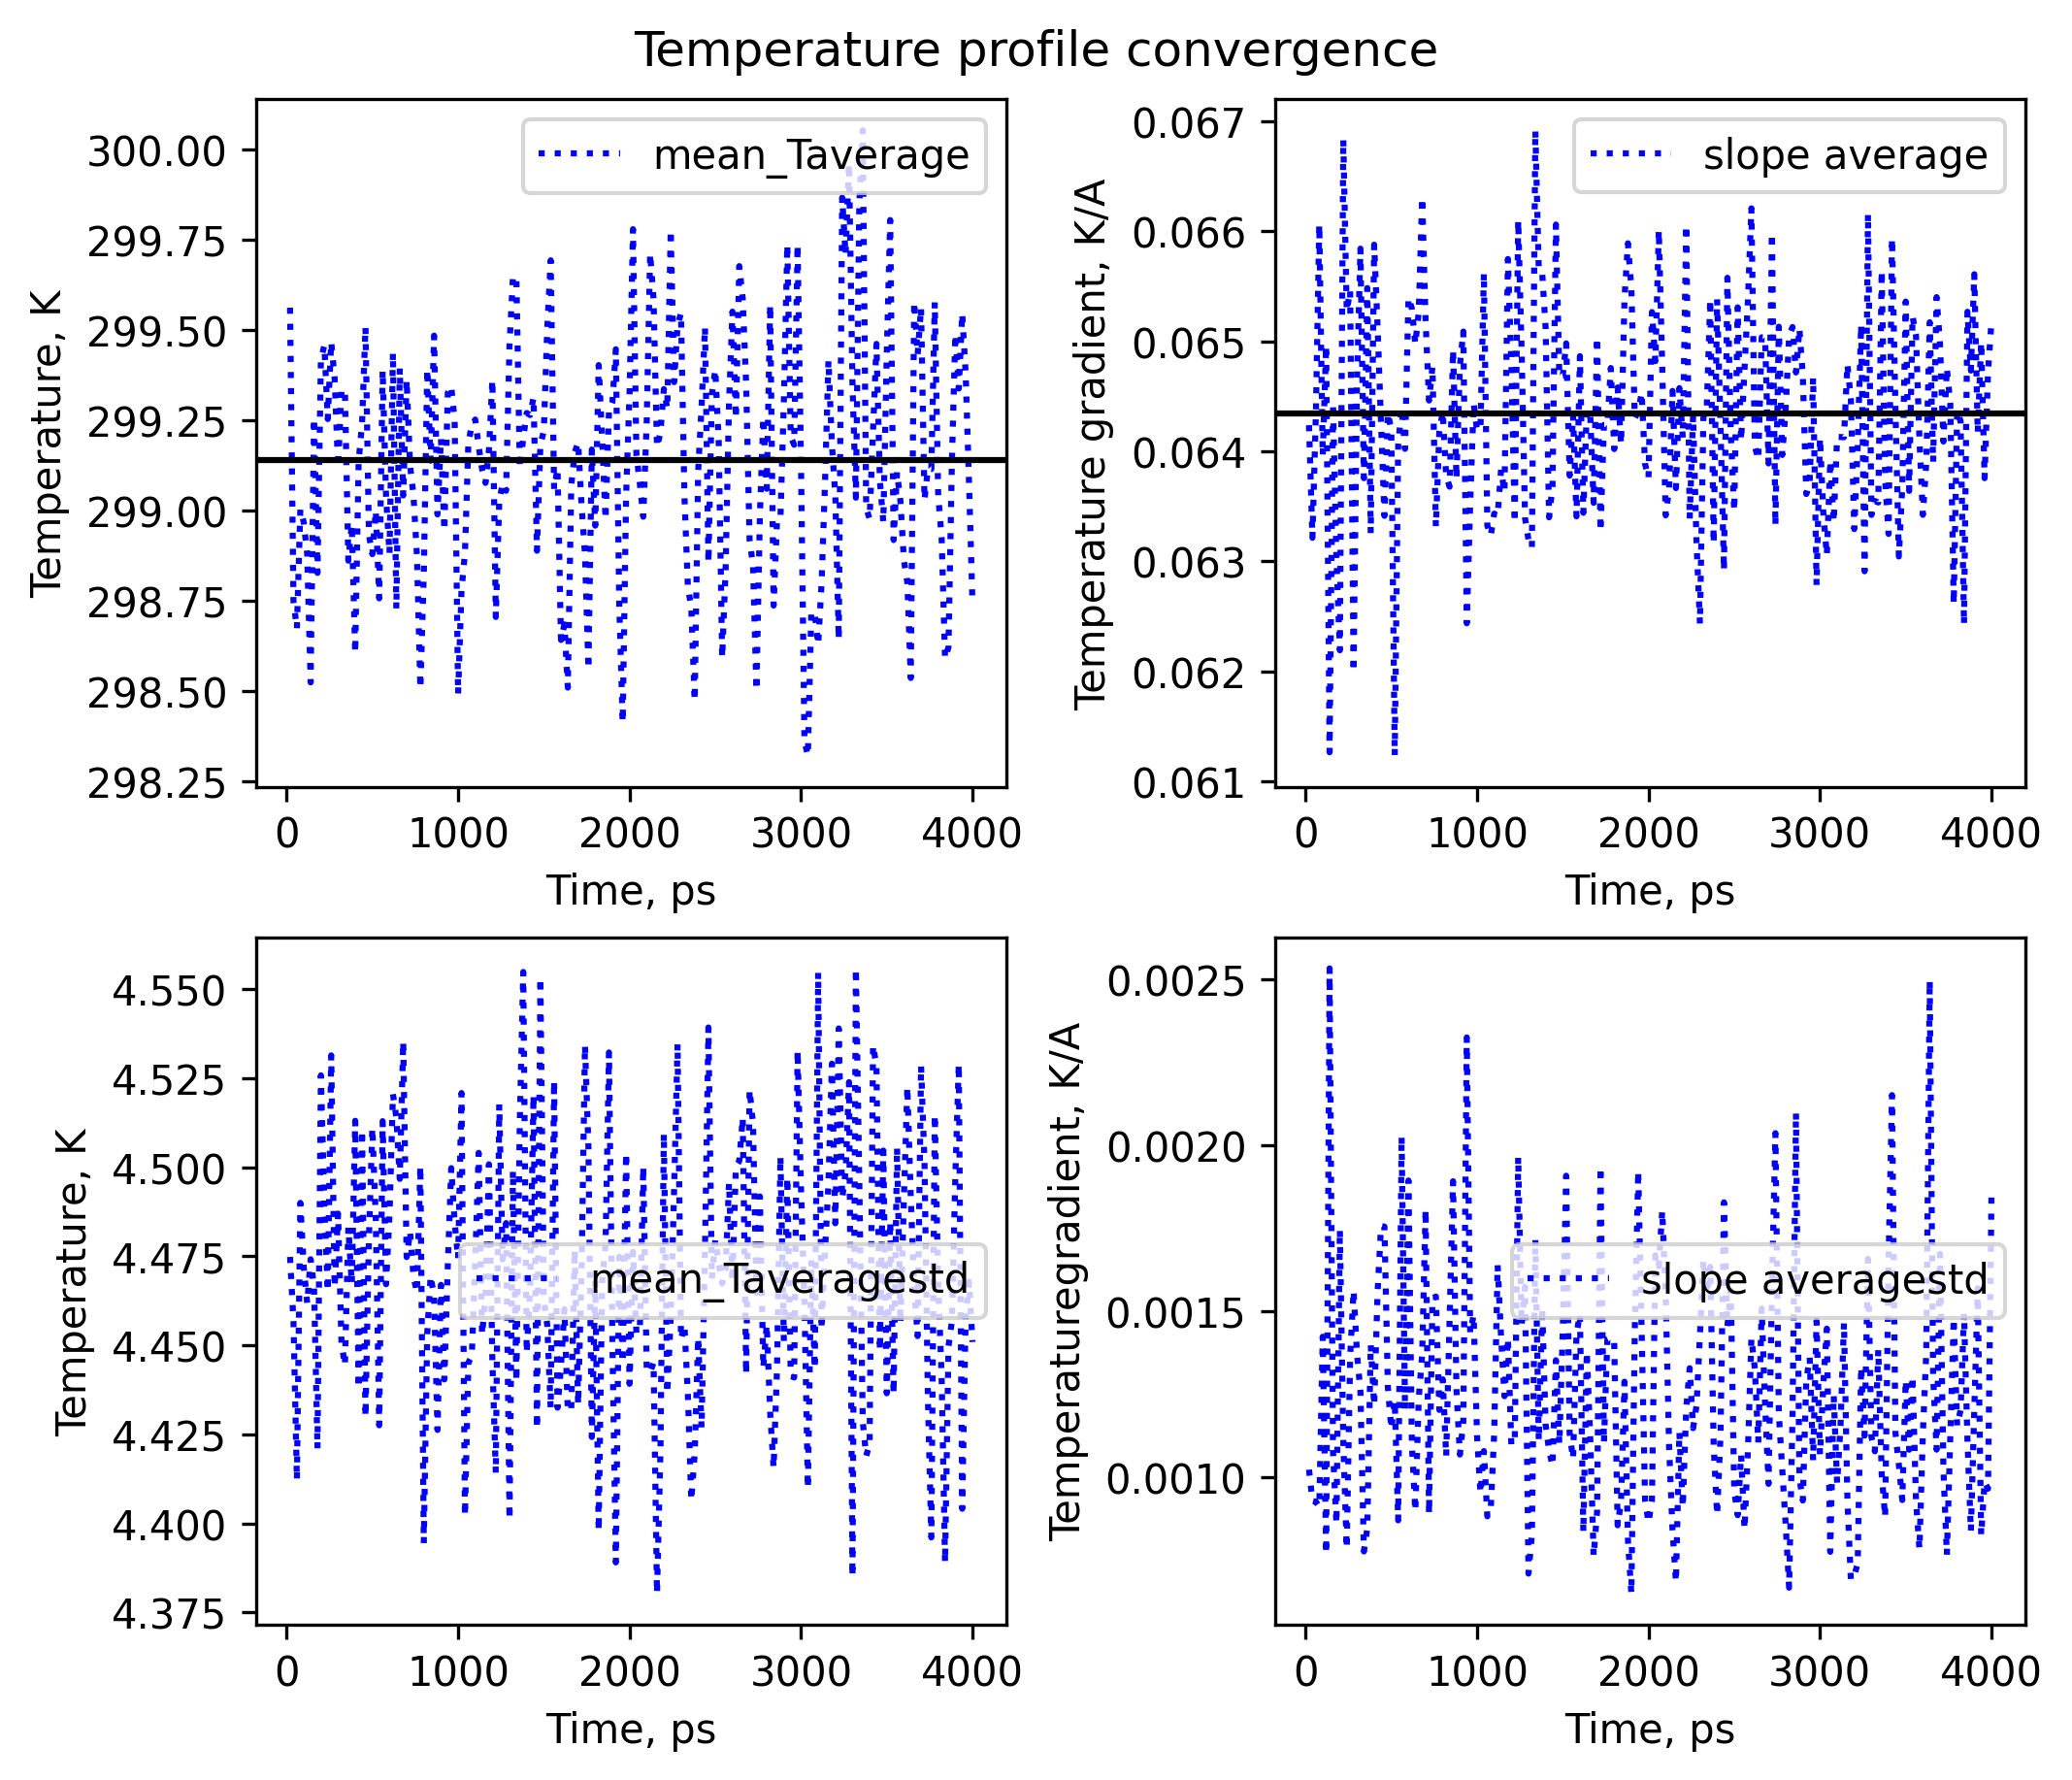 Temperature profile convergence
300.00
299.75
299.50
299.25
299.00
298.75
298.50
298.25
Temperature, K
mean_Taverage
0 1000 2000 3000 4000
Time, ps
0.067
0.066
0.065
0.064
0.063
0.062
0.061
Temperature gradient, K/A
slope average
0 1000 2000 3000 4000
Time, ps
4.550
4.525
4.500
4.475
4.450
4.425
4.400
4.375
Temperature, K
mean_Taveragestd
0 1000 2000 3000 4000
Time, ps
0.0025
0.0020
0.0015
0.0010
Temperaturegradient, K/A
slope averagestd
0 1000 2000 3000 4000
Time, ps